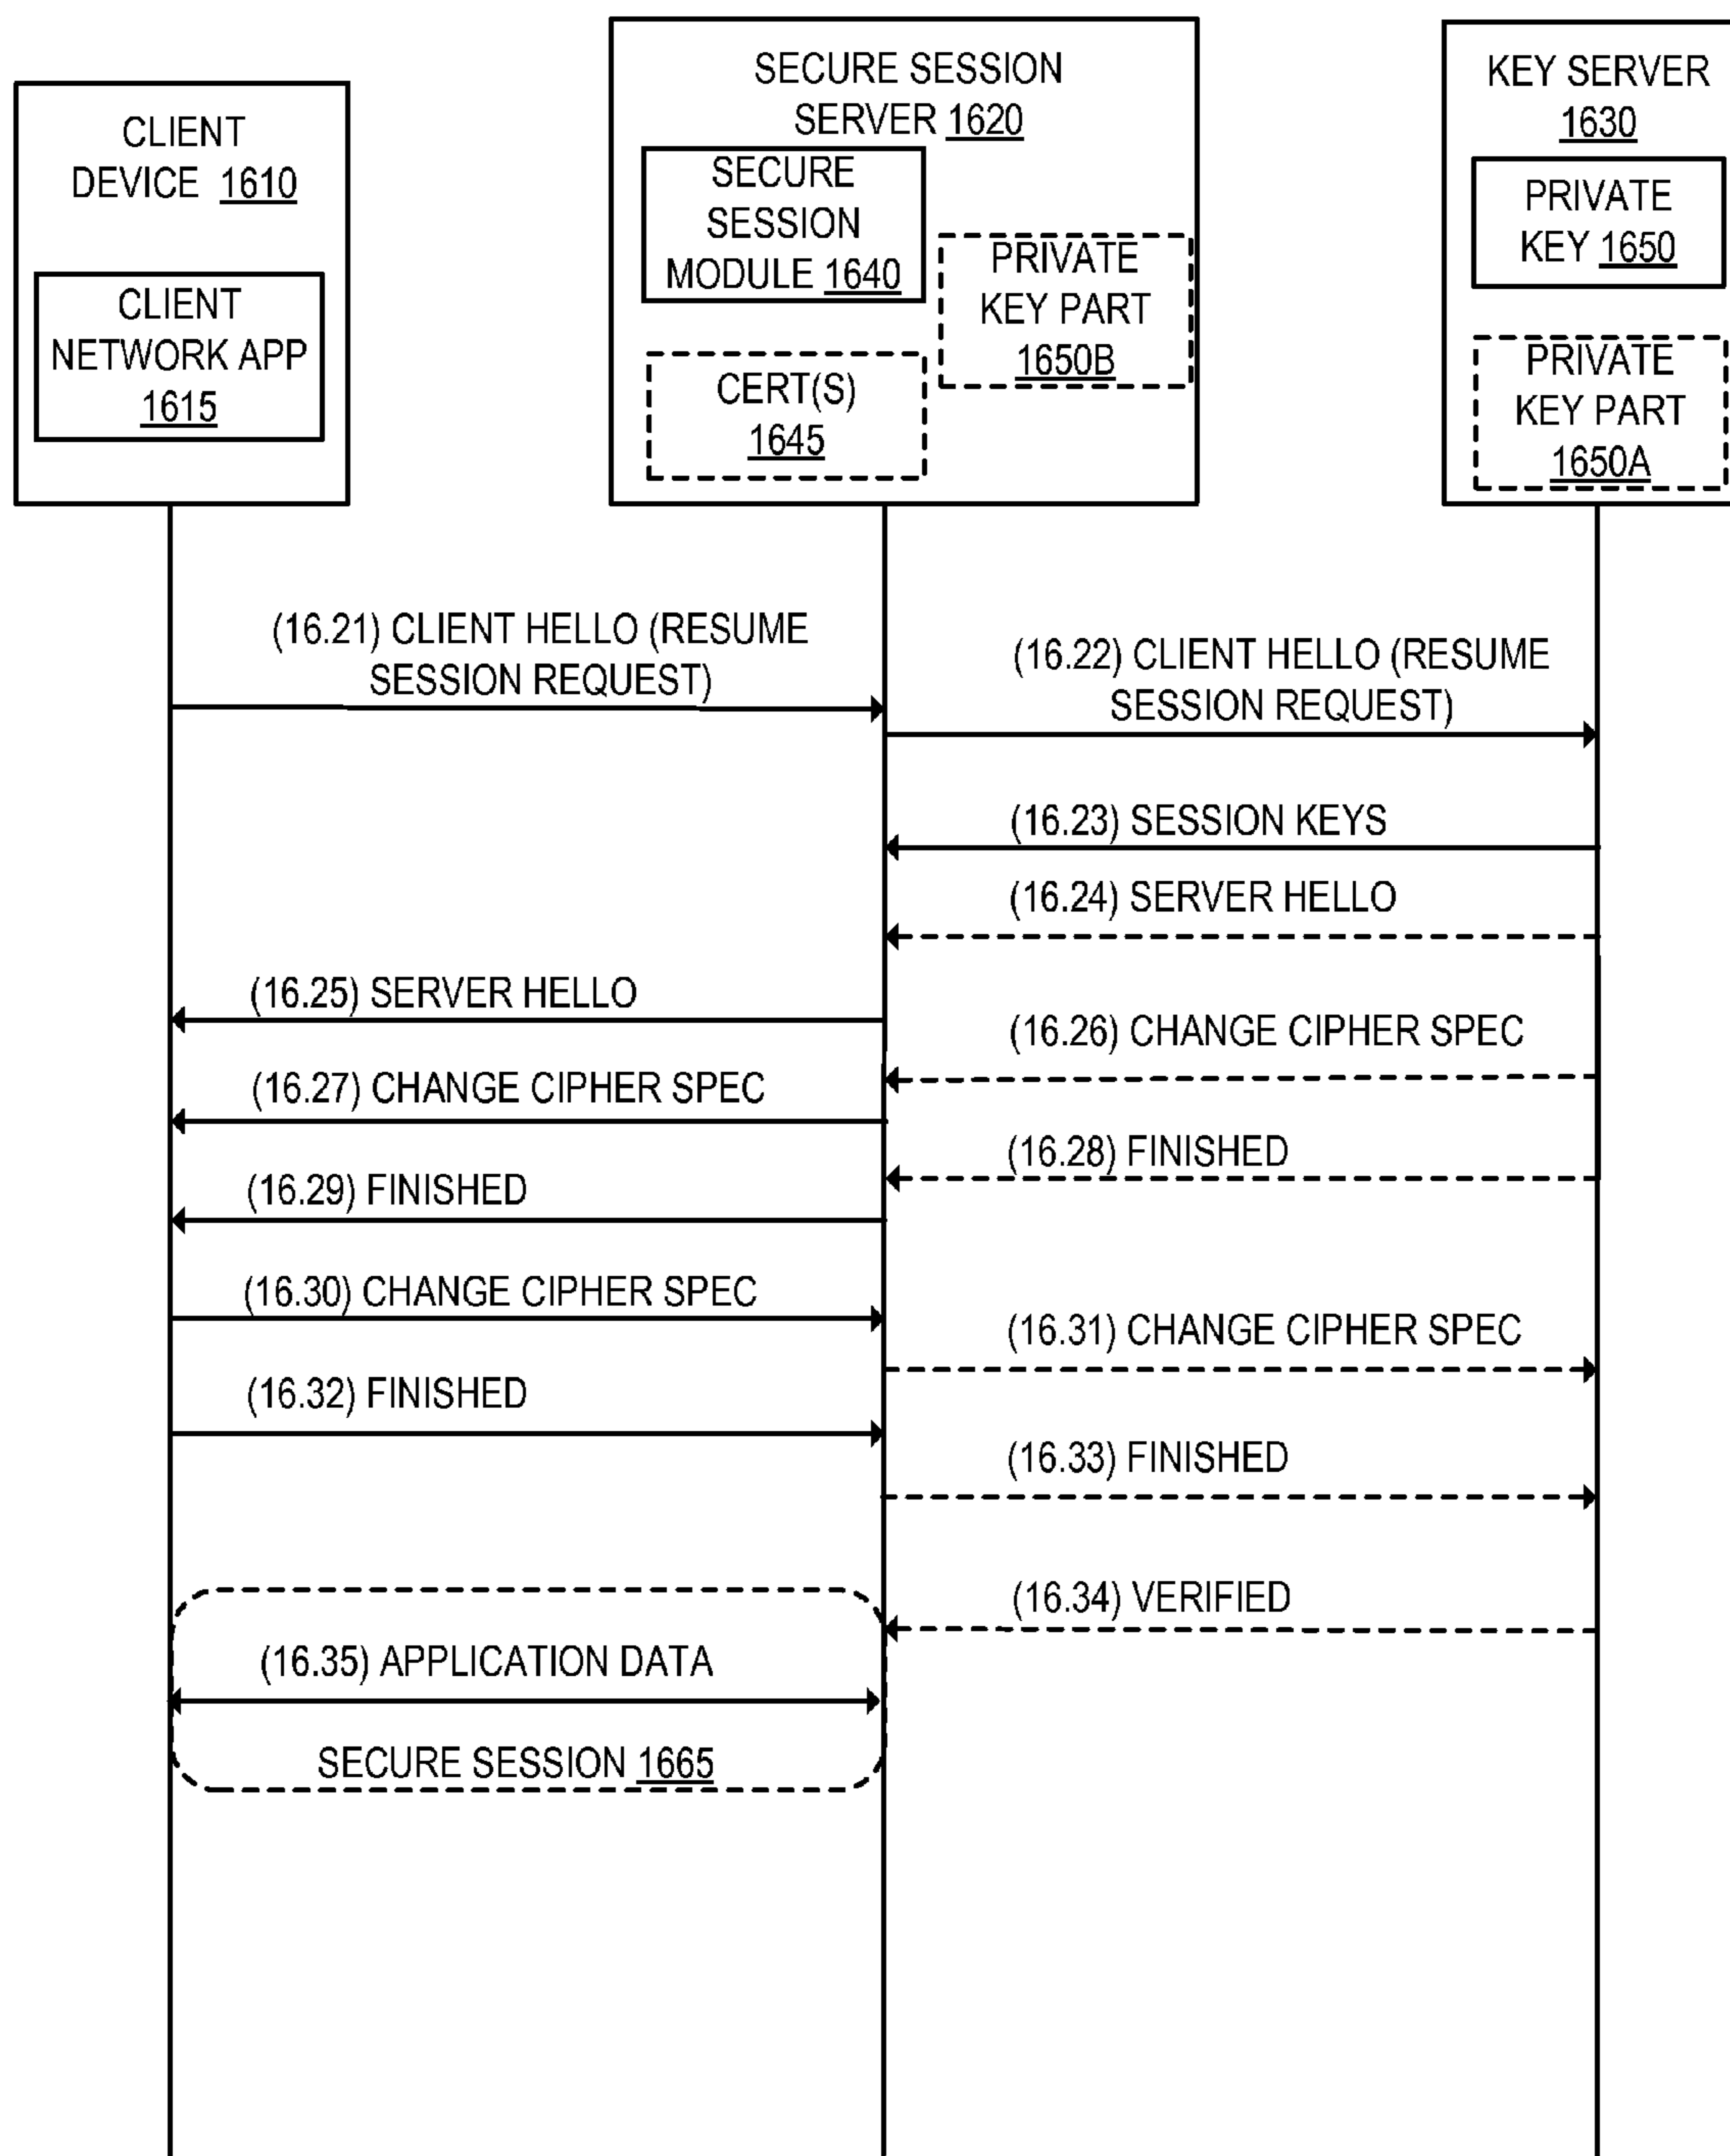 CLIENT
DEVICE 1610
CLIENT
NETWORK APP
1615
SECURE SESSION
SERVER 1620
SECURE
SESSION
MODULE 1640
PRIVATE
KEY PART
1650B
CERT(S)
1645
KEY SERVER
1630
PRIVATE
KEY 1650
PRIVATE
KEY PART
1650A
(16.21) CLIENT HELLO (RESUME
SESSION REQUEST)
(16.22) CLIENT HELLO (RESUME
SESSION REQUEST)
(16.23) SESSION KEYS
(16.24) SERVER HELLO
(16.25) SERVER HELLO
(16.26) CHANGE CIPHER SPEC
(16.27) CHANGE CIPHER SPEC
(16.28) FINISHED
(16.29) FINISHED
(16.30) CHANGE CIPHER SPEC
(16.31) CHANGE CIPHER SPEC
(16.32) FINISHED
(16.33) FINISHED
(16.34) VERIFIED
(16.35) APPLICATION DATA
SECURE SESSION 1665